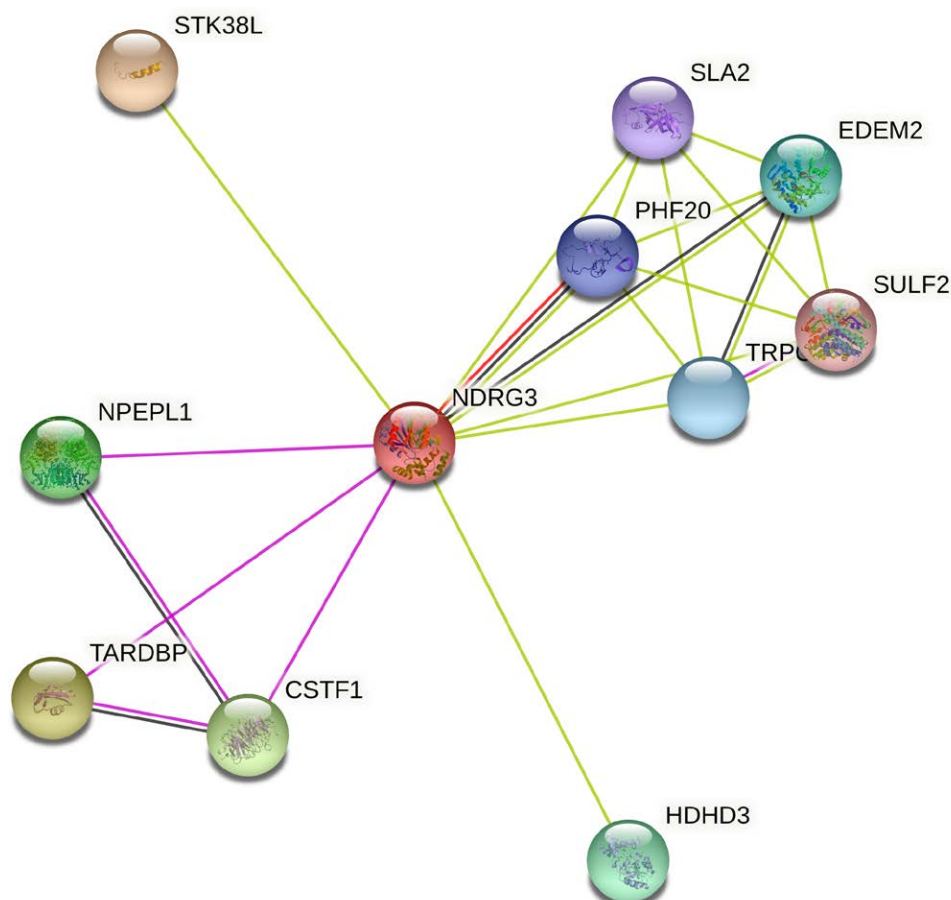 STK38L
SLA2
EDEM2
PHF20
SULF2
NDRG3
NPEPL1
TARDBP
CSTF1
HDHD3